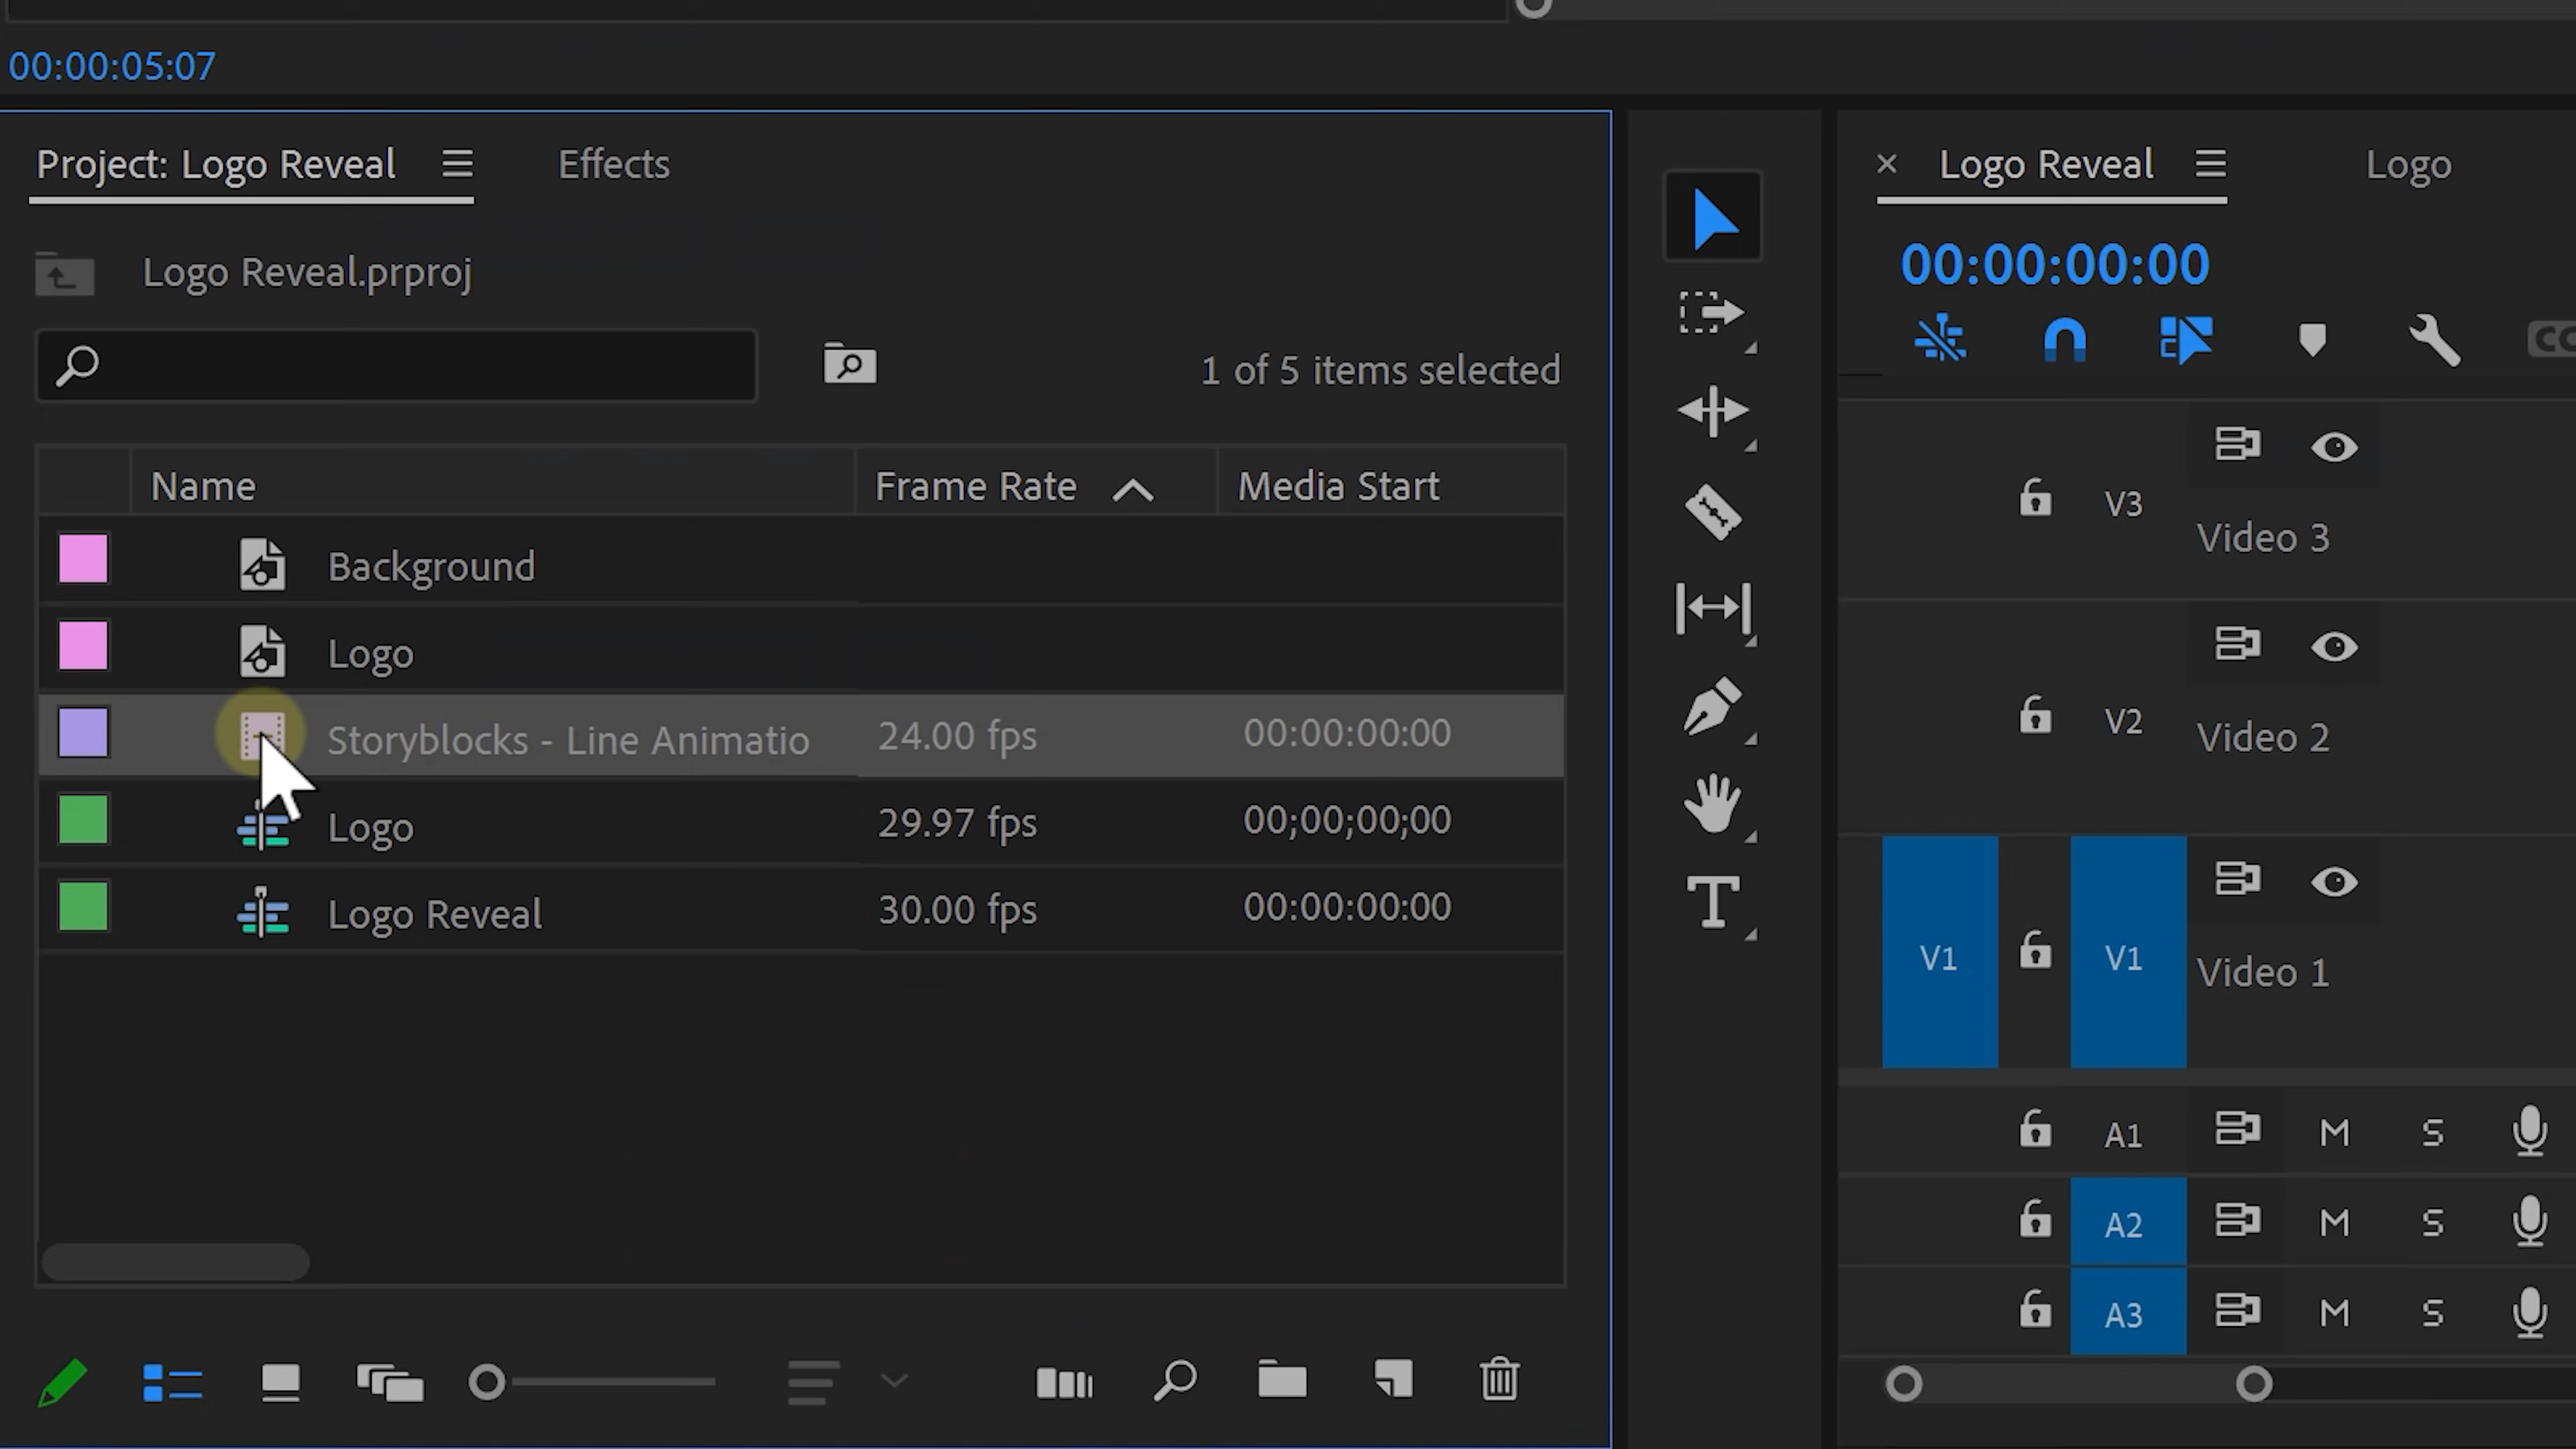 00:00:05:07
Project: Logo Reveal
Effects
Logo Reveal.prproj
1 of 5 items selected
Name Frame Rate Media Start
Background
Logo
Storyblocks - Line Animatio 24.00 fps 00:00:00:00
Logo 29.97 fps 00;00;00;00
Logo Reveal 30.00 fps 00:00:00:00
× Logo Reveal Logo
00:00:00:00
V3
Video 3
V2 Video 2
V1 V1 Video 1
A1 M S
A2 M S
A3 M S